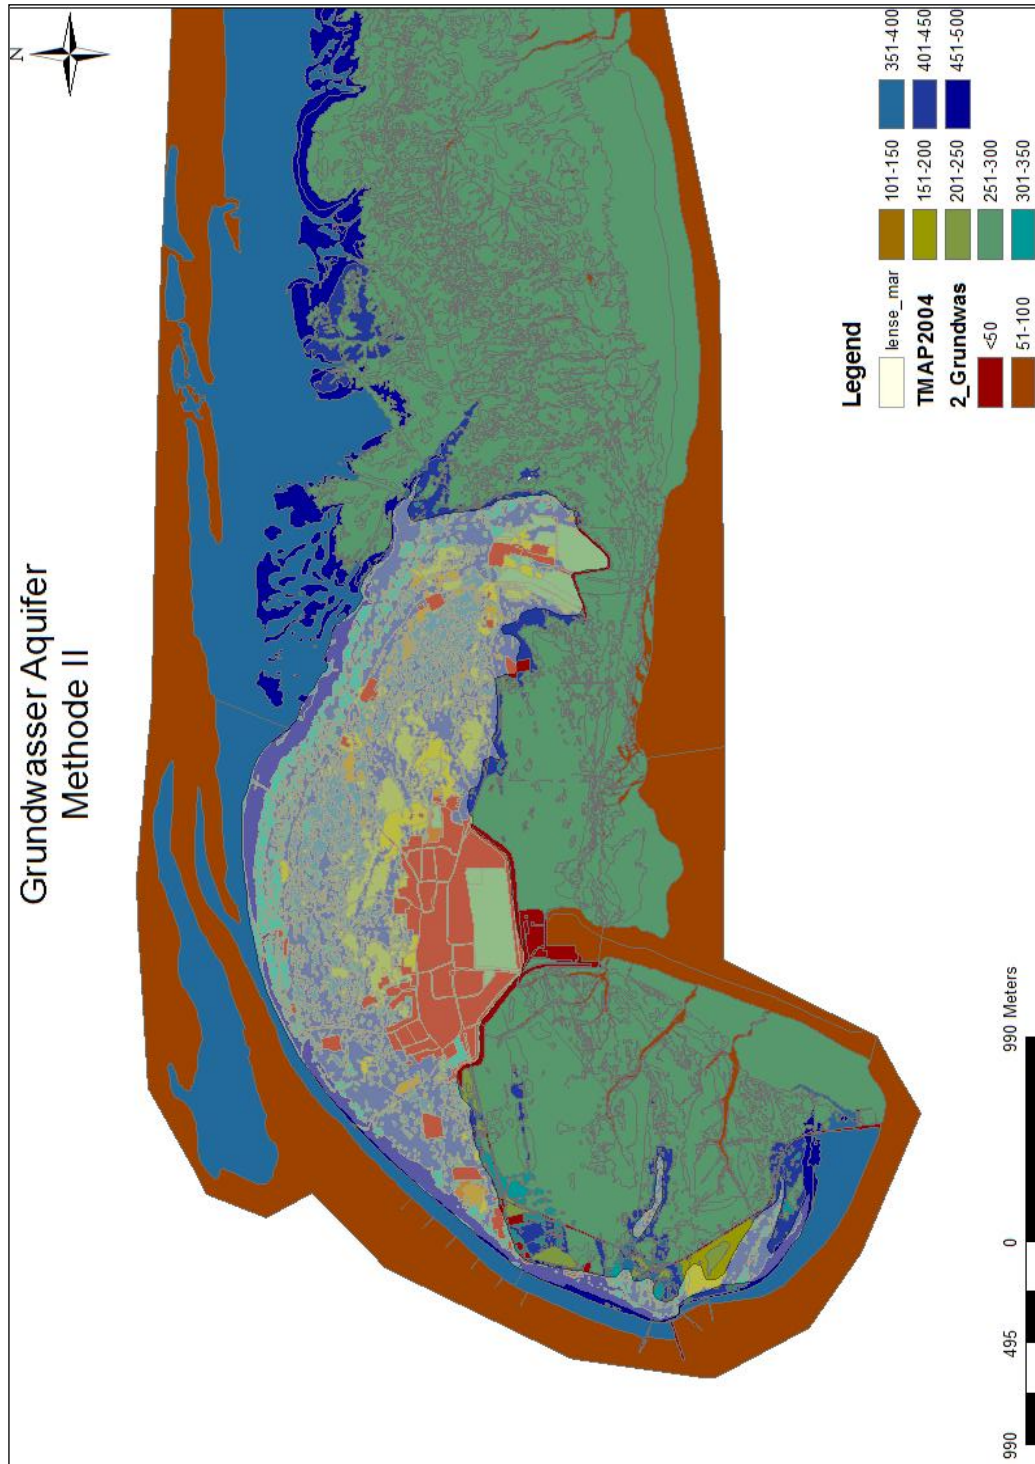 Grundwasser Aquifer
Methode II
N
Legend
lense_mar
TMAP2004
2_Grundwas
<50
51-100
101-150
151-200
201-250
251-300
301-350
351-400
401-450
451-500
990 495 0 990 Meters